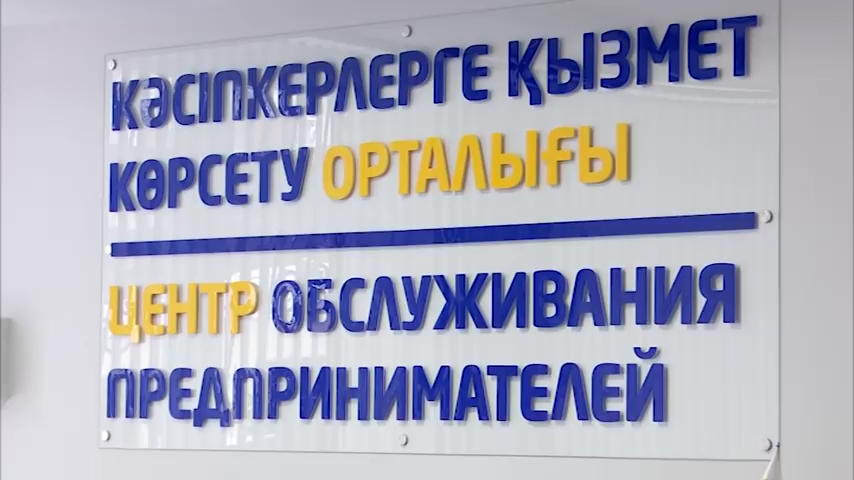 КӘСІПКЕРЛЕРГЕ ҚЫЗМЕТ
КӨРСЕТУ ОРТАЛЫҒЫ
ЦЕНТР ОБСЛУЖИВАНИЯ
ПРЕДПРИНИМАТЕЛЕЙ